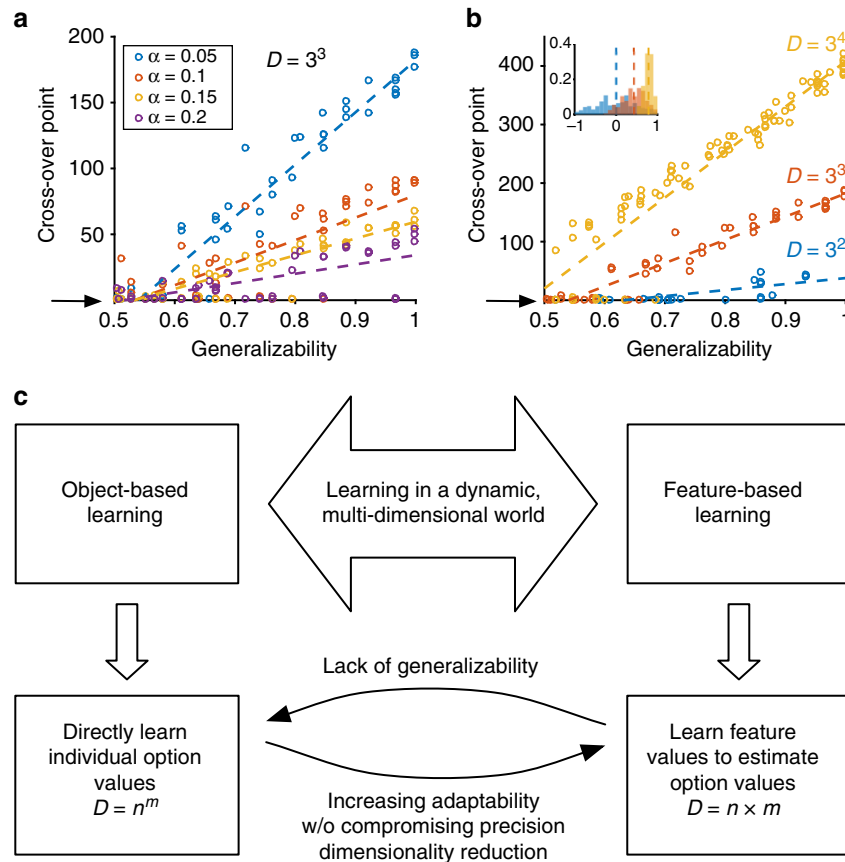 a
200
150
100
50
0.5
0.6
0.7
0.8
0.9
1
Cross-over point
Generalizability
α = 0.05
α = 0.1
α = 0.15
α = 0.2
D = 3³
b
400
300
200
100
0.5
0.6
0.7
0.8
0.9
1
Cross-over point
Generalizability
0.4
0.2
0
−1
0
1
D = 3⁴
D = 3³
D = 3²
c
Object-based
learning
Learning in a dynamic,
multi-dimensional world
Feature-based
learning
Lack of generalizability
Directly learn
individual option
values
D = nᵐ
Increasing adaptability
w/o compromising precision
dimensionality reduction
Learn feature
values to estimate
option values
D = n × m